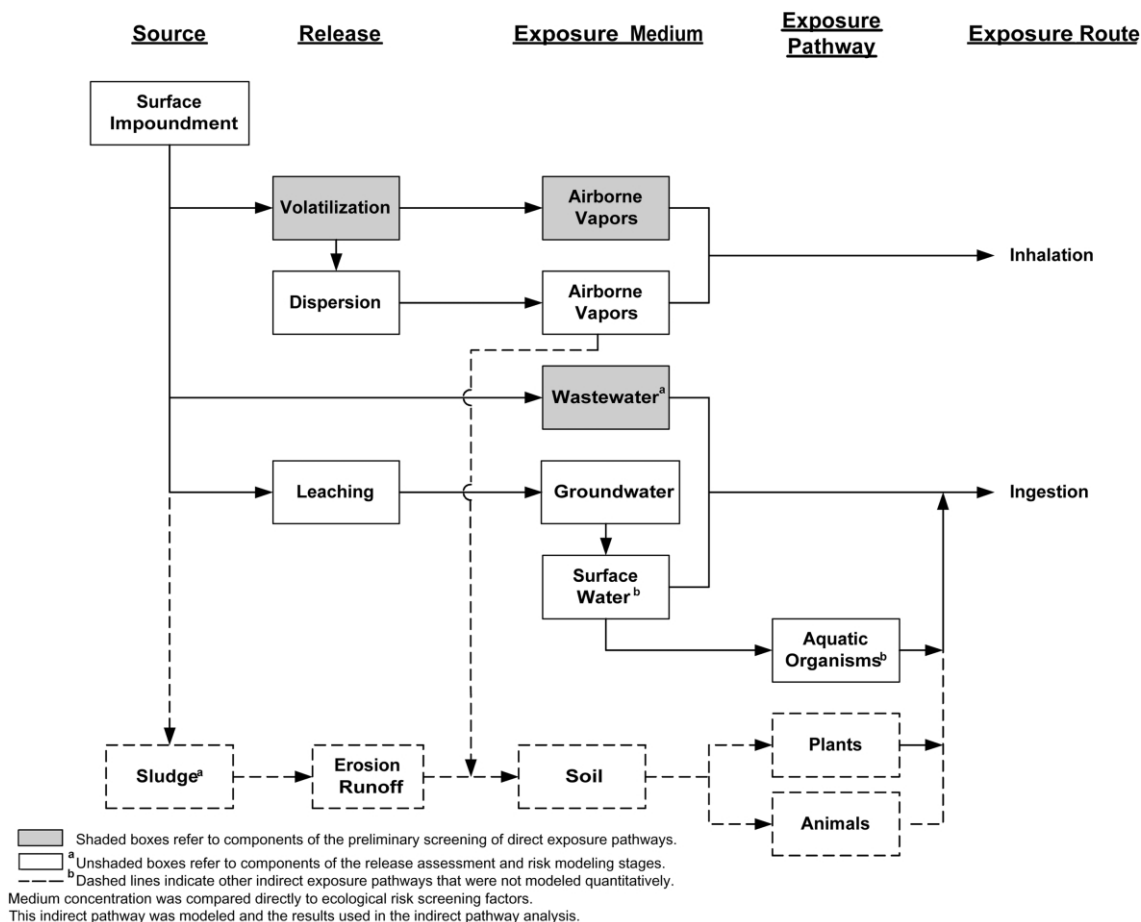 Source
Release
Exposure Medium
Exposure
Pathway
Exposure Route
Surface
Impoundment
Volatilization
Airborne
Vapors
Inhalation
Dispersion
Airborne
Vapors
Wastewater a
Leaching
Groundwater
Ingestion
Surface
Water b
Aquatic
Organisms b
Sludge a
Erosion
Runoff
Soil
Plants
Animals
Shaded boxes refer to components of the preliminary screening of direct exposure pathways.
a Unshaded boxes refer to components of the release assessment and risk modeling stages.
b Dashed lines indicate other indirect exposure pathways that were not modeled quantitatively.
Medium concentration was compared directly to ecological risk screening factors.
This indirect pathway was modeled and the results used in the indirect pathway analysis.